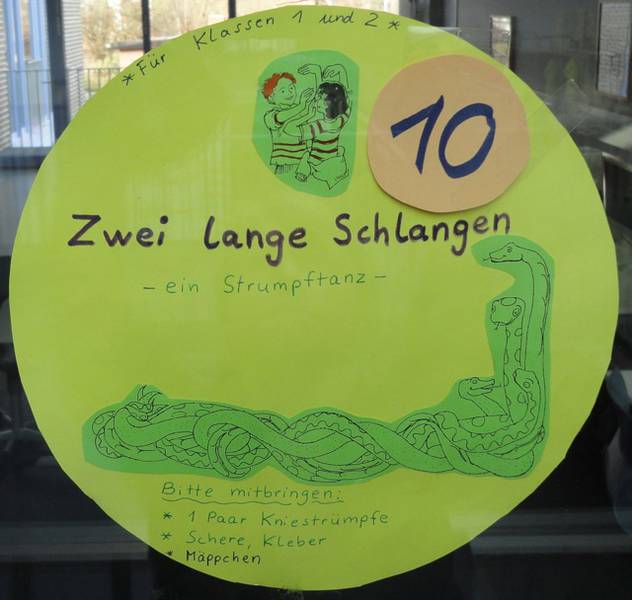 *Für Klassen 1 und 2*
10
Zwei lange Schlangen
- ein Strumpftanz -
Bitte mitbringen:
* 1 Paar Kniestrümpfe
* Schere, Kleber
* Mäppchen